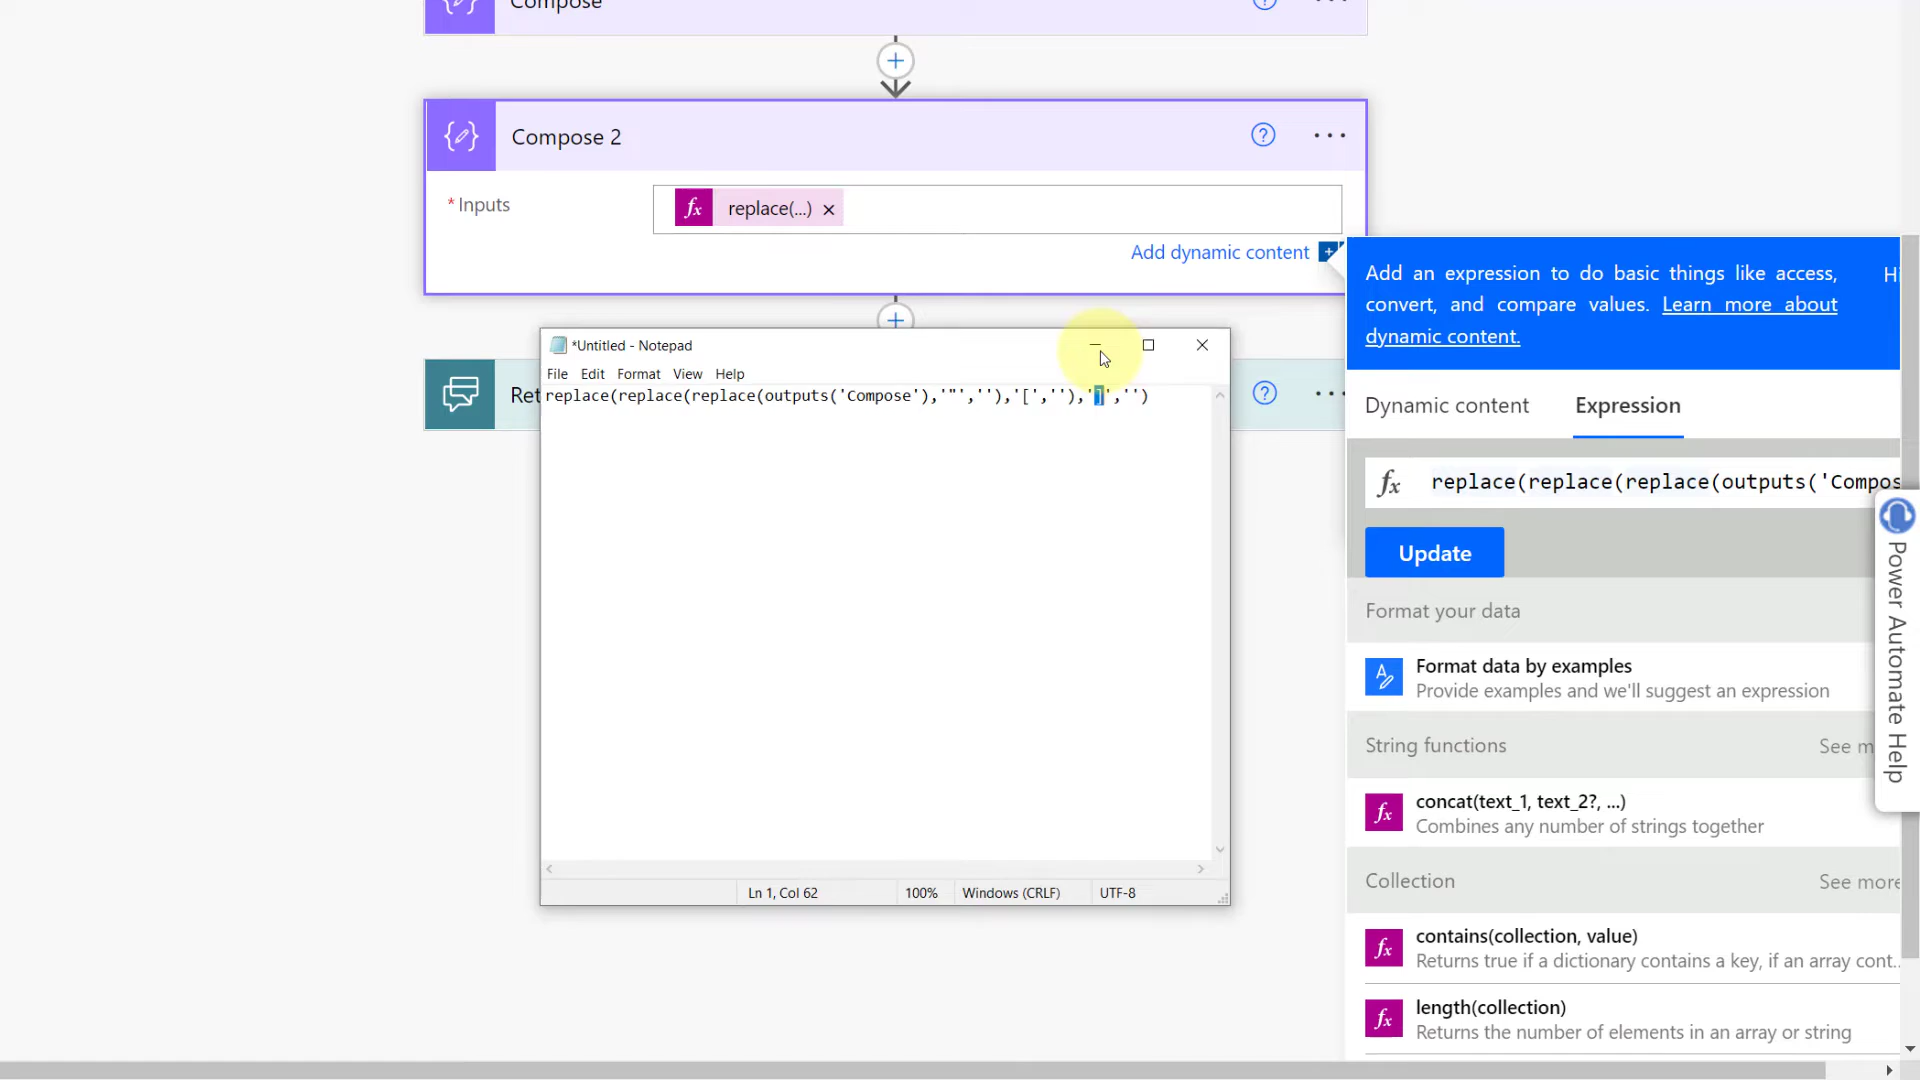 Compose
Compose 2
* Inputs
replace(...) ×
Add dynamic content
*Untitled - Notepad
File Edit Format View Help
replace(replace(replace(outputs('Compose'),'"',''),'[',''),']','')
Ln 1, Col 62
100%
Windows (CRLF)
UTF-8
Ret
Add an expression to do basic things like access,
convert, and compare values. Learn more about
dynamic content.
Hi
Dynamic content
Expression
fx replace(replace(replace(outputs('Compos
Update
Format your data
Format data by examples
Provide examples and we'll suggest an expression
String functions
See m
concat(text_1, text_2?, ...)
Combines any number of strings together
Collection
See more
contains(collection, value)
Returns true if a dictionary contains a key, if an array cont...
length(collection)
Returns the number of elements in an array or string
Power Automate Help